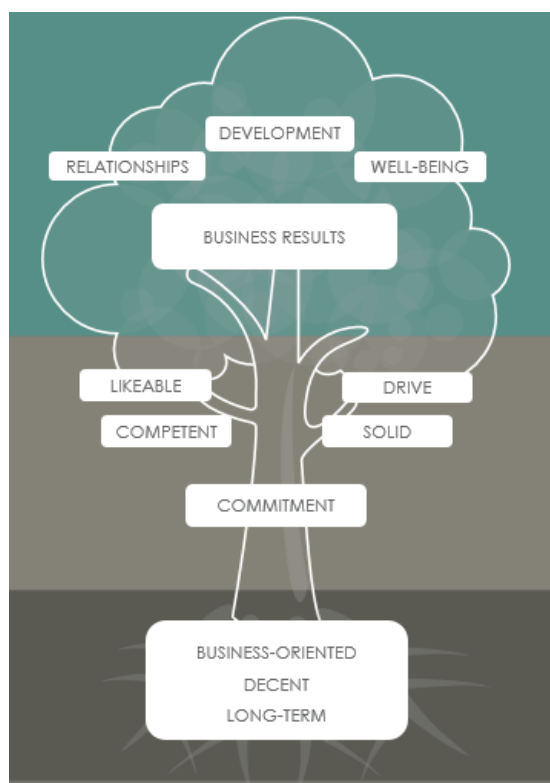 DEVELOPMENT
RELATIONSHIPS
WELL-BEING
BUSINESS RESULTS
LIKEABLE
DRIVE
COMPETENT
SOLID
COMMITMENT
BUSINESS-ORIENTED
DECENT
LONG-TERM